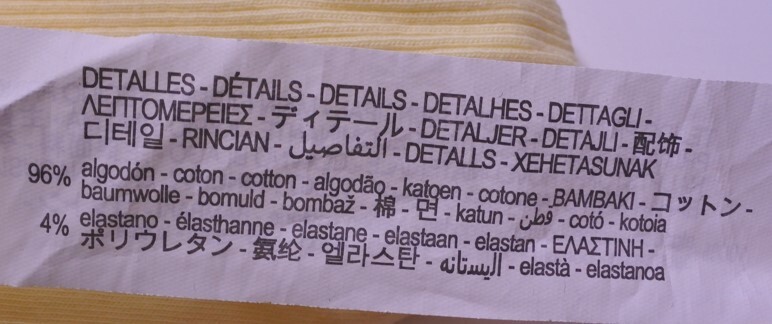 DETALLES - DÉTAILS - DETAILS - DETALHES - DETTAGLI -
ΛΕΠΤΟΜΕΡΕΙΕΣ - ディテール - DETALJER - DETAJLI - 配饰 -
디테일 - RINCIAN - التفاصيل - DETALLS - XEHETASUNAK
96% algodón - coton - cotton - algodão - katoen - cotone - BAMBAKI - コットン -
baumwolle - bomuld - bombaž - 棉 - 면 - katun - قطن - cotó - kotoia
4% elastano - élasthanne - elastane - elastaan - elastan - ΕΛΑΣΤΙΝΗ -
ポリウレタン - 氨纶 - 엘라스탄 - اليستانه - elastà - elastanoa